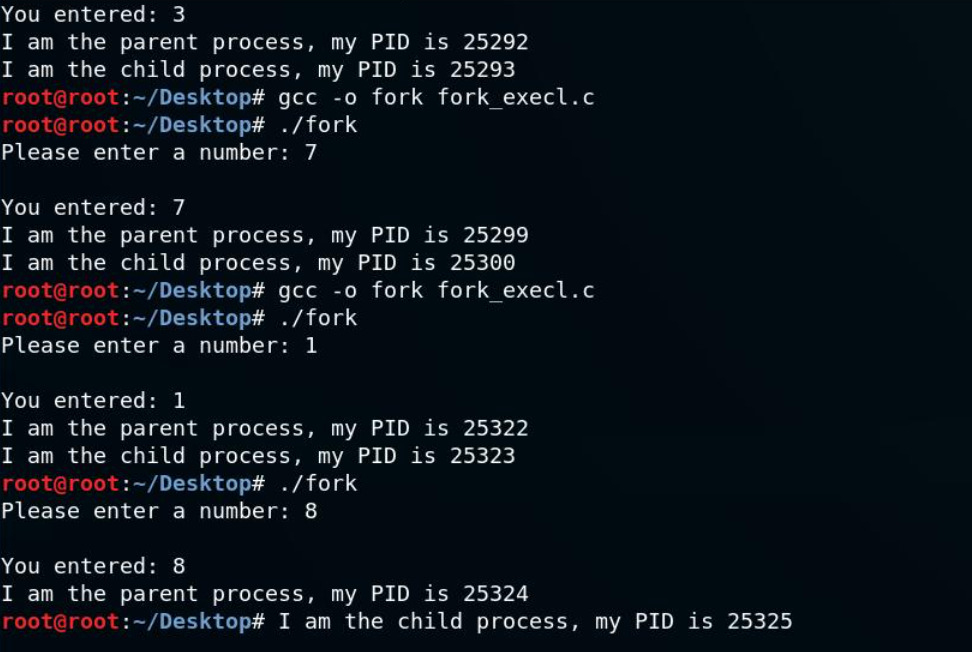 You entered: 3
I am the parent process, my PID is 25292
I am the child process, my PID is 25293
root@root:~/Desktop# gcc -o fork fork_execl.c
root@root:~/Desktop# ./fork
Please enter a number: 7
You entered: 7
I am the parent process, my PID is 25299
I am the child process, my PID is 25300
root@root:~/Desktop# gcc -o fork fork_execl.c
root@root:~/Desktop# ./fork
Please enter a number: 1
You entered: 1
I am the parent process, my PID is 25322
I am the child process, my PID is 25323
root@root:~/Desktop# ./fork
Please enter a number: 8
You entered: 8
I am the parent process, my PID is 25324
root@root:~/Desktop# I am the child process, my PID is 25325